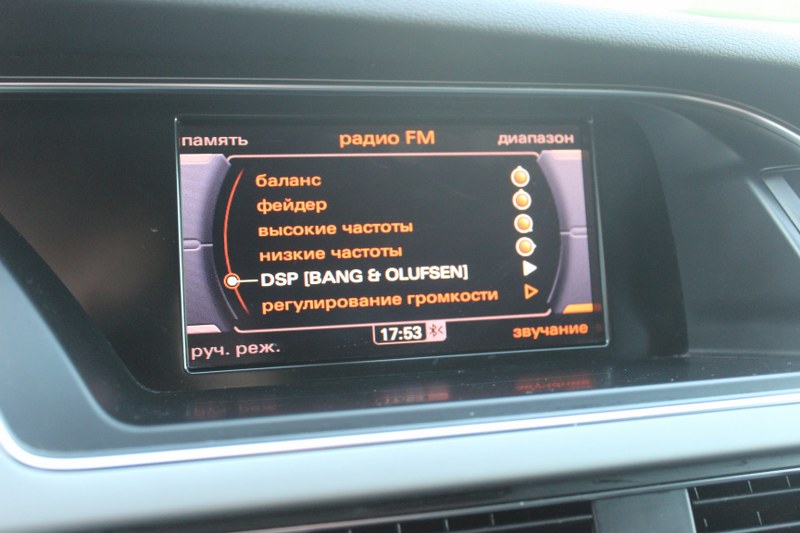 память радио FM диапазон
баланс
фейдер
высокие частоты
низкие частоты
DSP [BANG & OLUFSEN]
регулирование громкости
руч. реж. 17:53 звучание